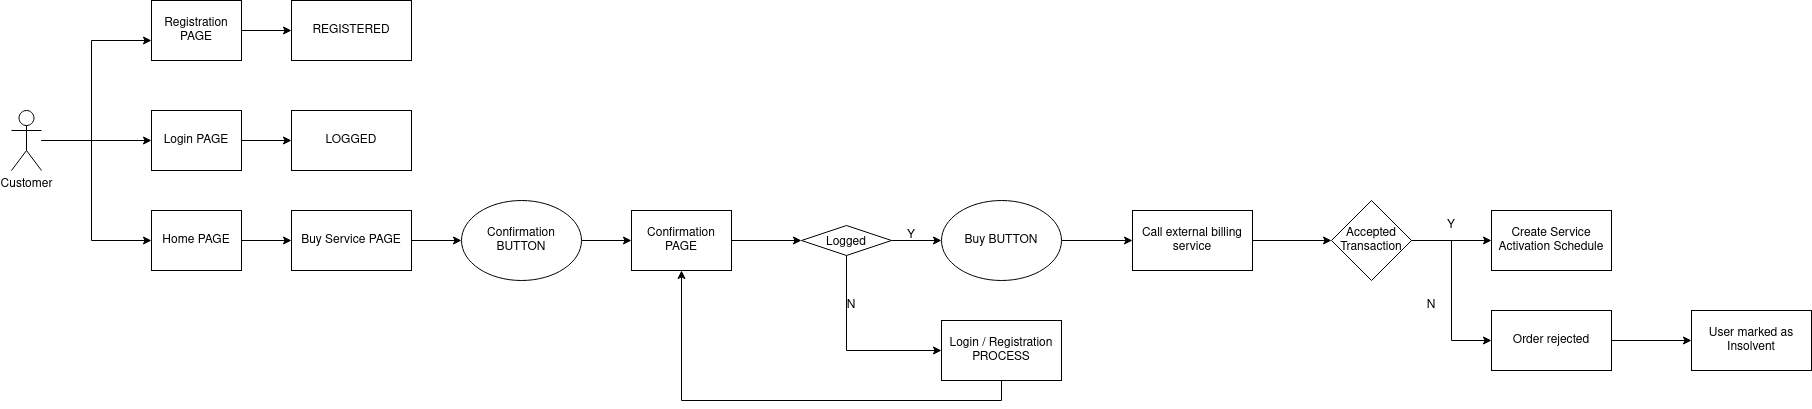 Registration
PAGE
REGISTERED
Customer
Login PAGE
LOGGED
Home PAGE
Buy Service PAGE
Confirmation
BUTTON
Confirmation
PAGE
Logged
Y
N
Buy BUTTON
Login / Registration
PROCESS
Call external billing
service
Accepted
Transaction
Y
N
Create Service
Activation Schedule
Order rejected
User marked as
Insolvent